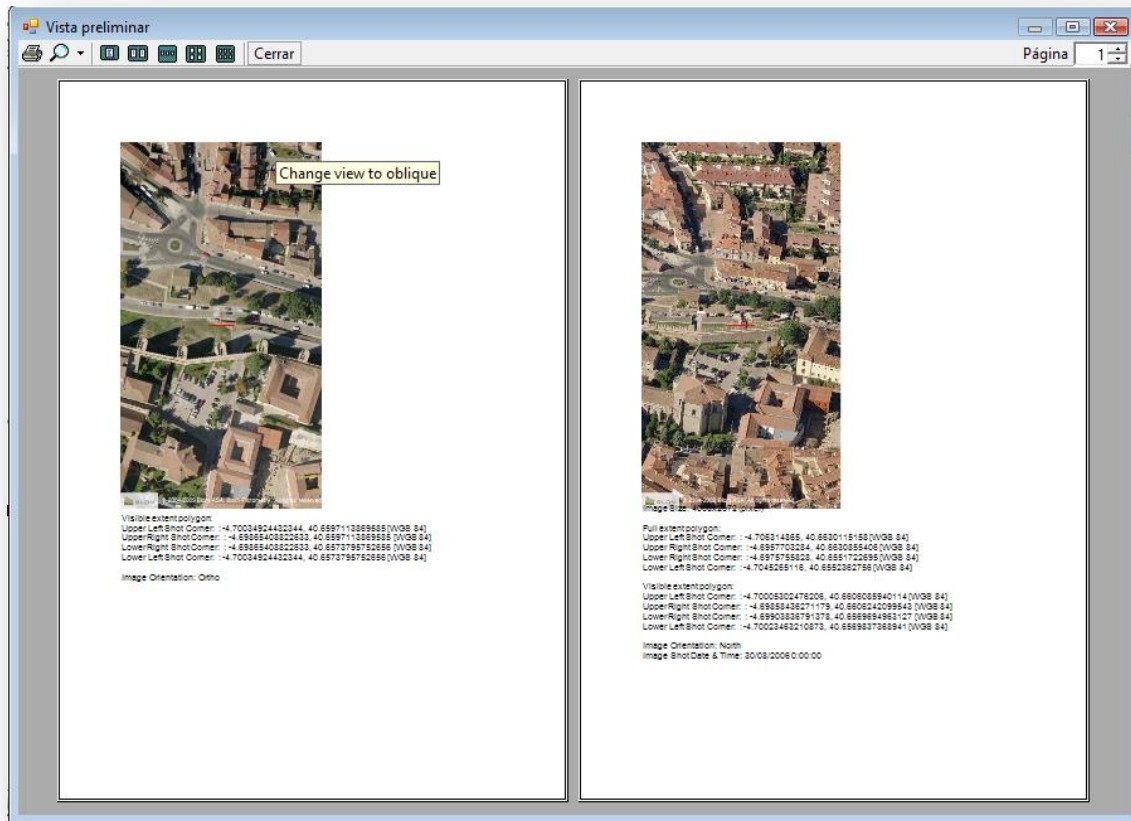 Vista preliminar
Cerrar
Página 1
Change view to oblique
Visible extent polygon:
Upper Left Shot Corner: : -4.70034924432344, 40.6597113869585 [WGS 84]
Upper Right Shot Corner: : -4.69865408822633, 40.6597113869585 [WGS 84]
Lower Right Shot Corner: : -4.69865408822633, 40.6573795752656 [WGS 84]
Lower Left Shot Corner: : -4.70034924432344, 40.6573795752656 [WGS 84]
Image Orientation: Ortho
Image Size: (pixel)
Full extent polygon:
Upper Left Shot Corner: : -4.706314865, 40.6630115158 [WGS 84]
Upper Right Shot Corner: : -4.6957703284, 40.6630855406 [WGS 84]
Lower Right Shot Corner: : -4.6975755828, 40.6551722695 [WGS 84]
Lower Left Shot Corner: : -4.7045265116, 40.6552362756 [WGS 84]
Visible extent polygon:
Upper Left Shot Corner: : -4.70005302476206, 40.6606085940114 [WGS 84]
Upper Right Shot Corner: : -4.69858436271179, 40.6606242099543 [WGS 84]
Lower Right Shot Corner: : -4.69903836791378, 40.6569694963127 [WGS 84]
Lower Left Shot Corner: : -4.70023463210873, 40.6569837368941 [WGS 84]
Image Orientation: North
Image Shot Date & Time: 30/08/2006 0:00:00